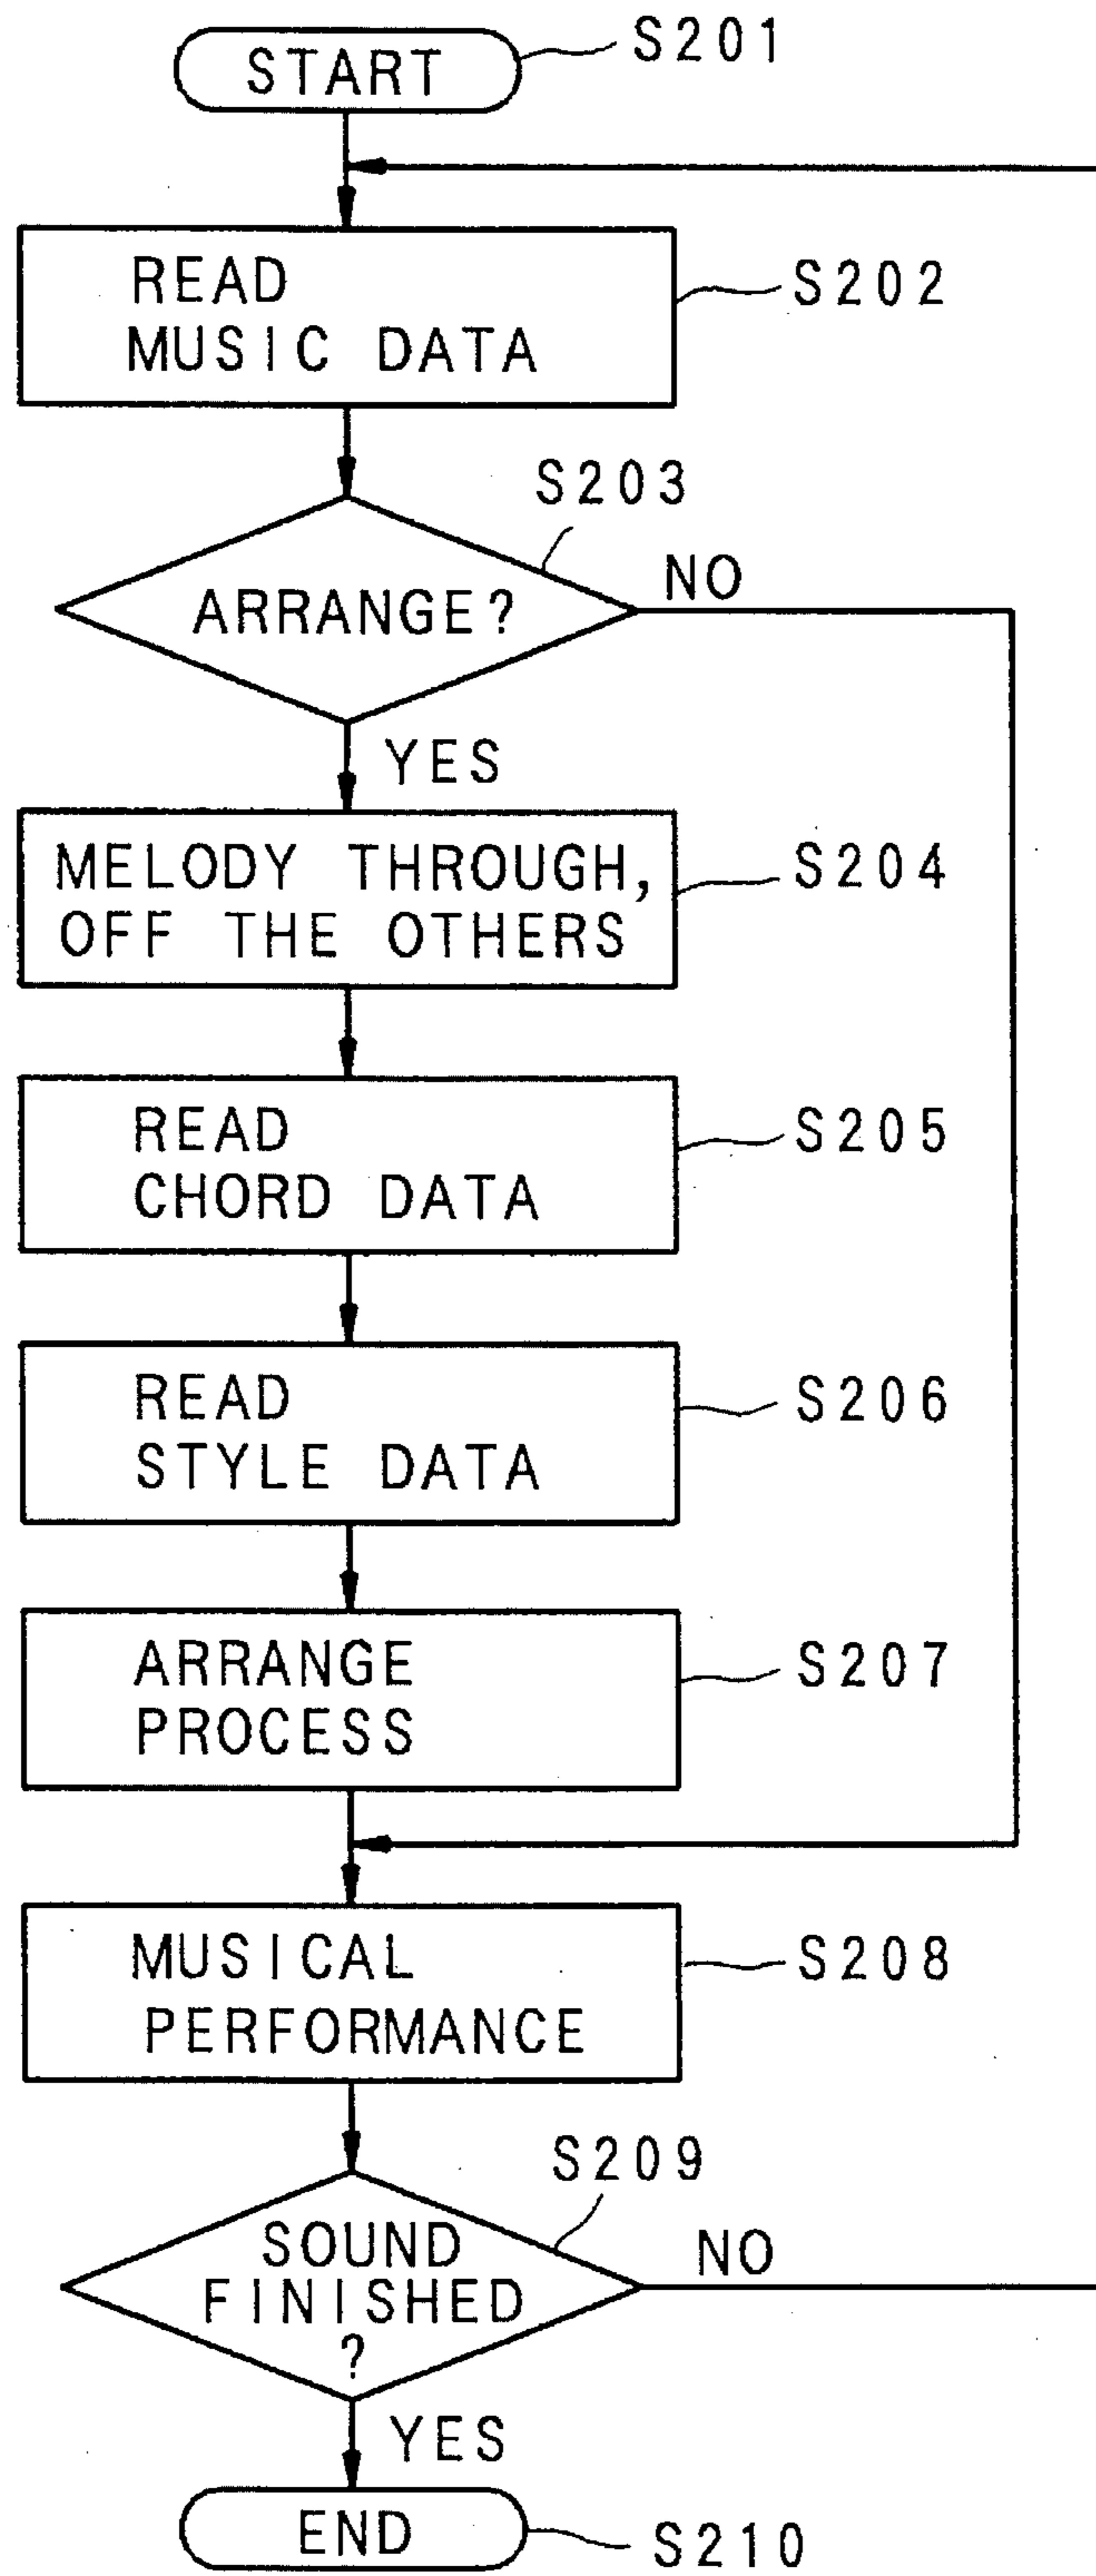 START
S201
READ
MUSIC DATA
S202
S203
ARRANGE?
NO
YES
MELODY THROUGH,
OFF THE OTHERS
S204
READ
CHORD DATA
S205
READ
STYLE DATA
S206
ARRANGE
PROCESS
S207
MUSICAL
PERFORMANCE
S208
S209
SOUND
FINISHED
?
NO
YES
END
S210